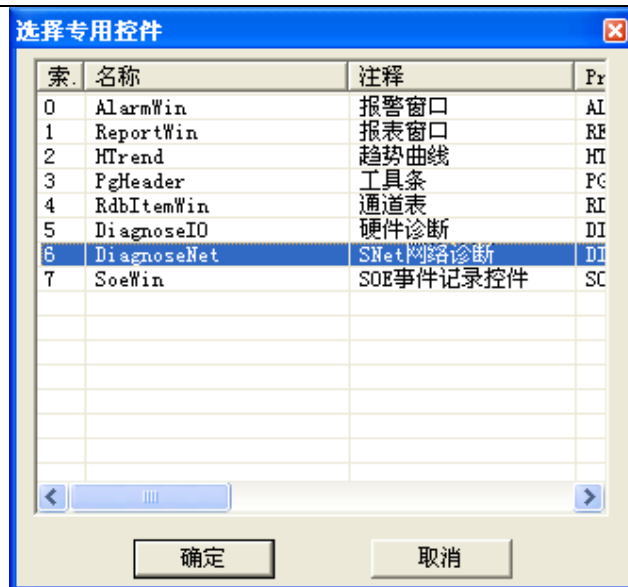 选择专用控件
索. 名称 注释 Pr
0 AlarmWin 报警窗口 AL
1 ReportWin 报表窗口 RE
2 HTrend 趋势曲线 HT
3 PgHeader 工具条 PG
4 RdbItemWin 通道表 RI
5 DiagnoseIO 硬件诊断 DI
6 DiagnoseNet SNet网络诊断 DI
7 SoeWin SOE事件记录控件 SO
确定 取消